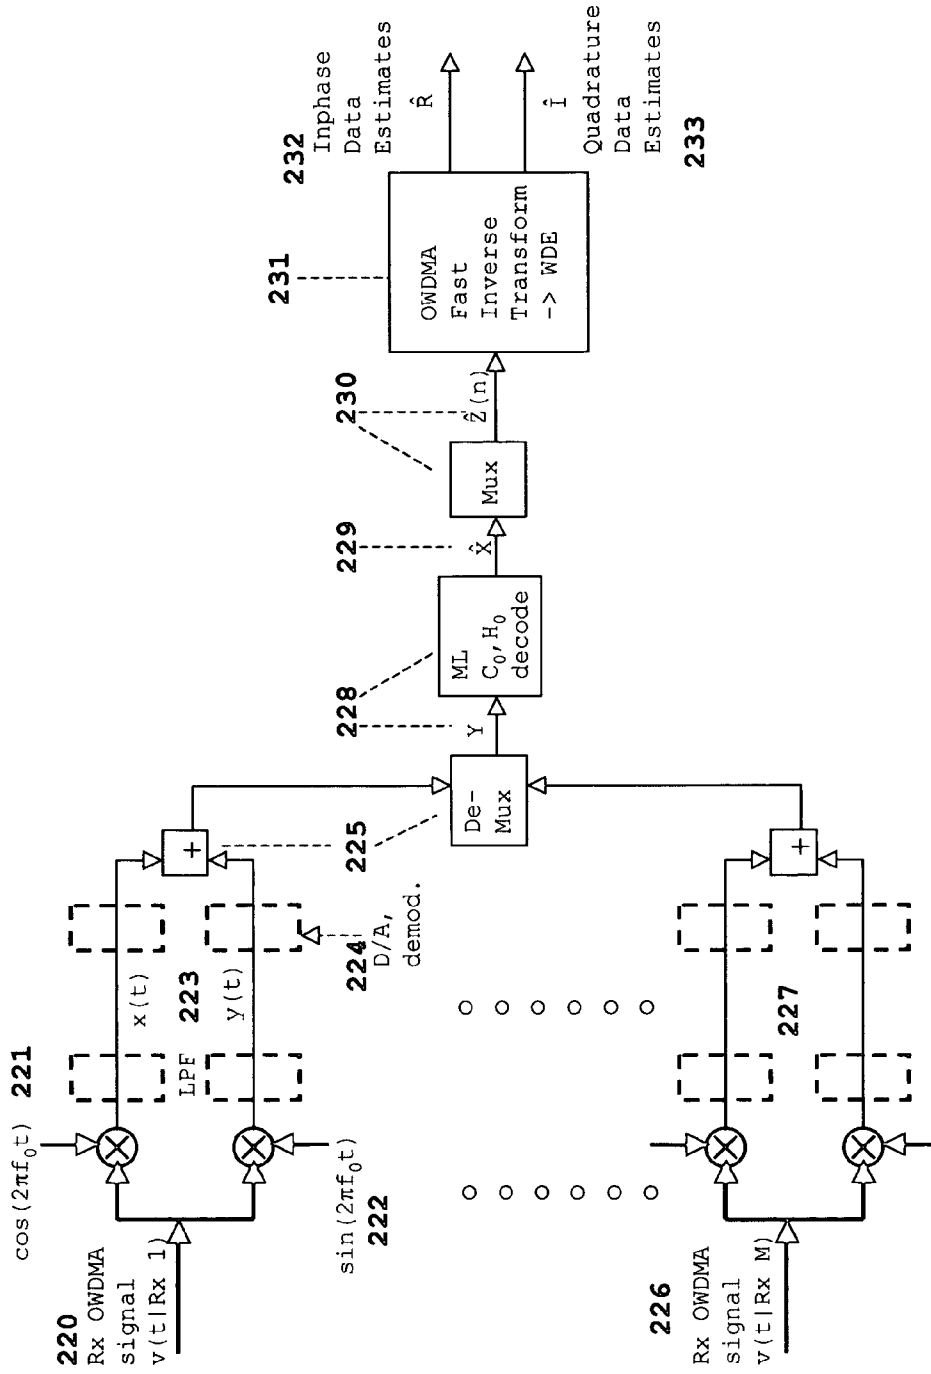 220
Rx OWDMA
signal
v(t|Rx 1)
cos(2πf₀t)
221
sin(2πf₀t)
222
LPF
x(t)
223
y(t)
224
D/A,
demod.
+
225
De-
Mux
226
Rx OWDMA
signal
v(t|Rx M)
227
+
Y
228
ML
C₀,H₀
decode
229
X̂
Mux
230
Ẑ(n)
231
OWDMA
Fast
Inverse
Transform
-> WDE
232
Inphase
Data
Estimates
R̂
Î
Quadrature
Data
Estimates
233